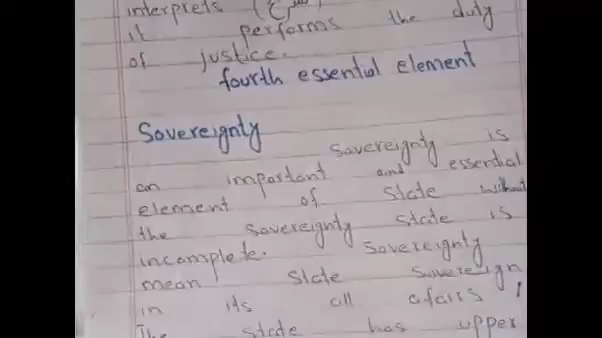 interprets (تشریح)
it performs the duty
of justice.
fourth essential element
Sovereignty
Sovereignty is
an important and essential
element of state without
the sovereignty state is
incomplete. Sovereignty
mean state sovereign
in its all afairs,
The state has upper